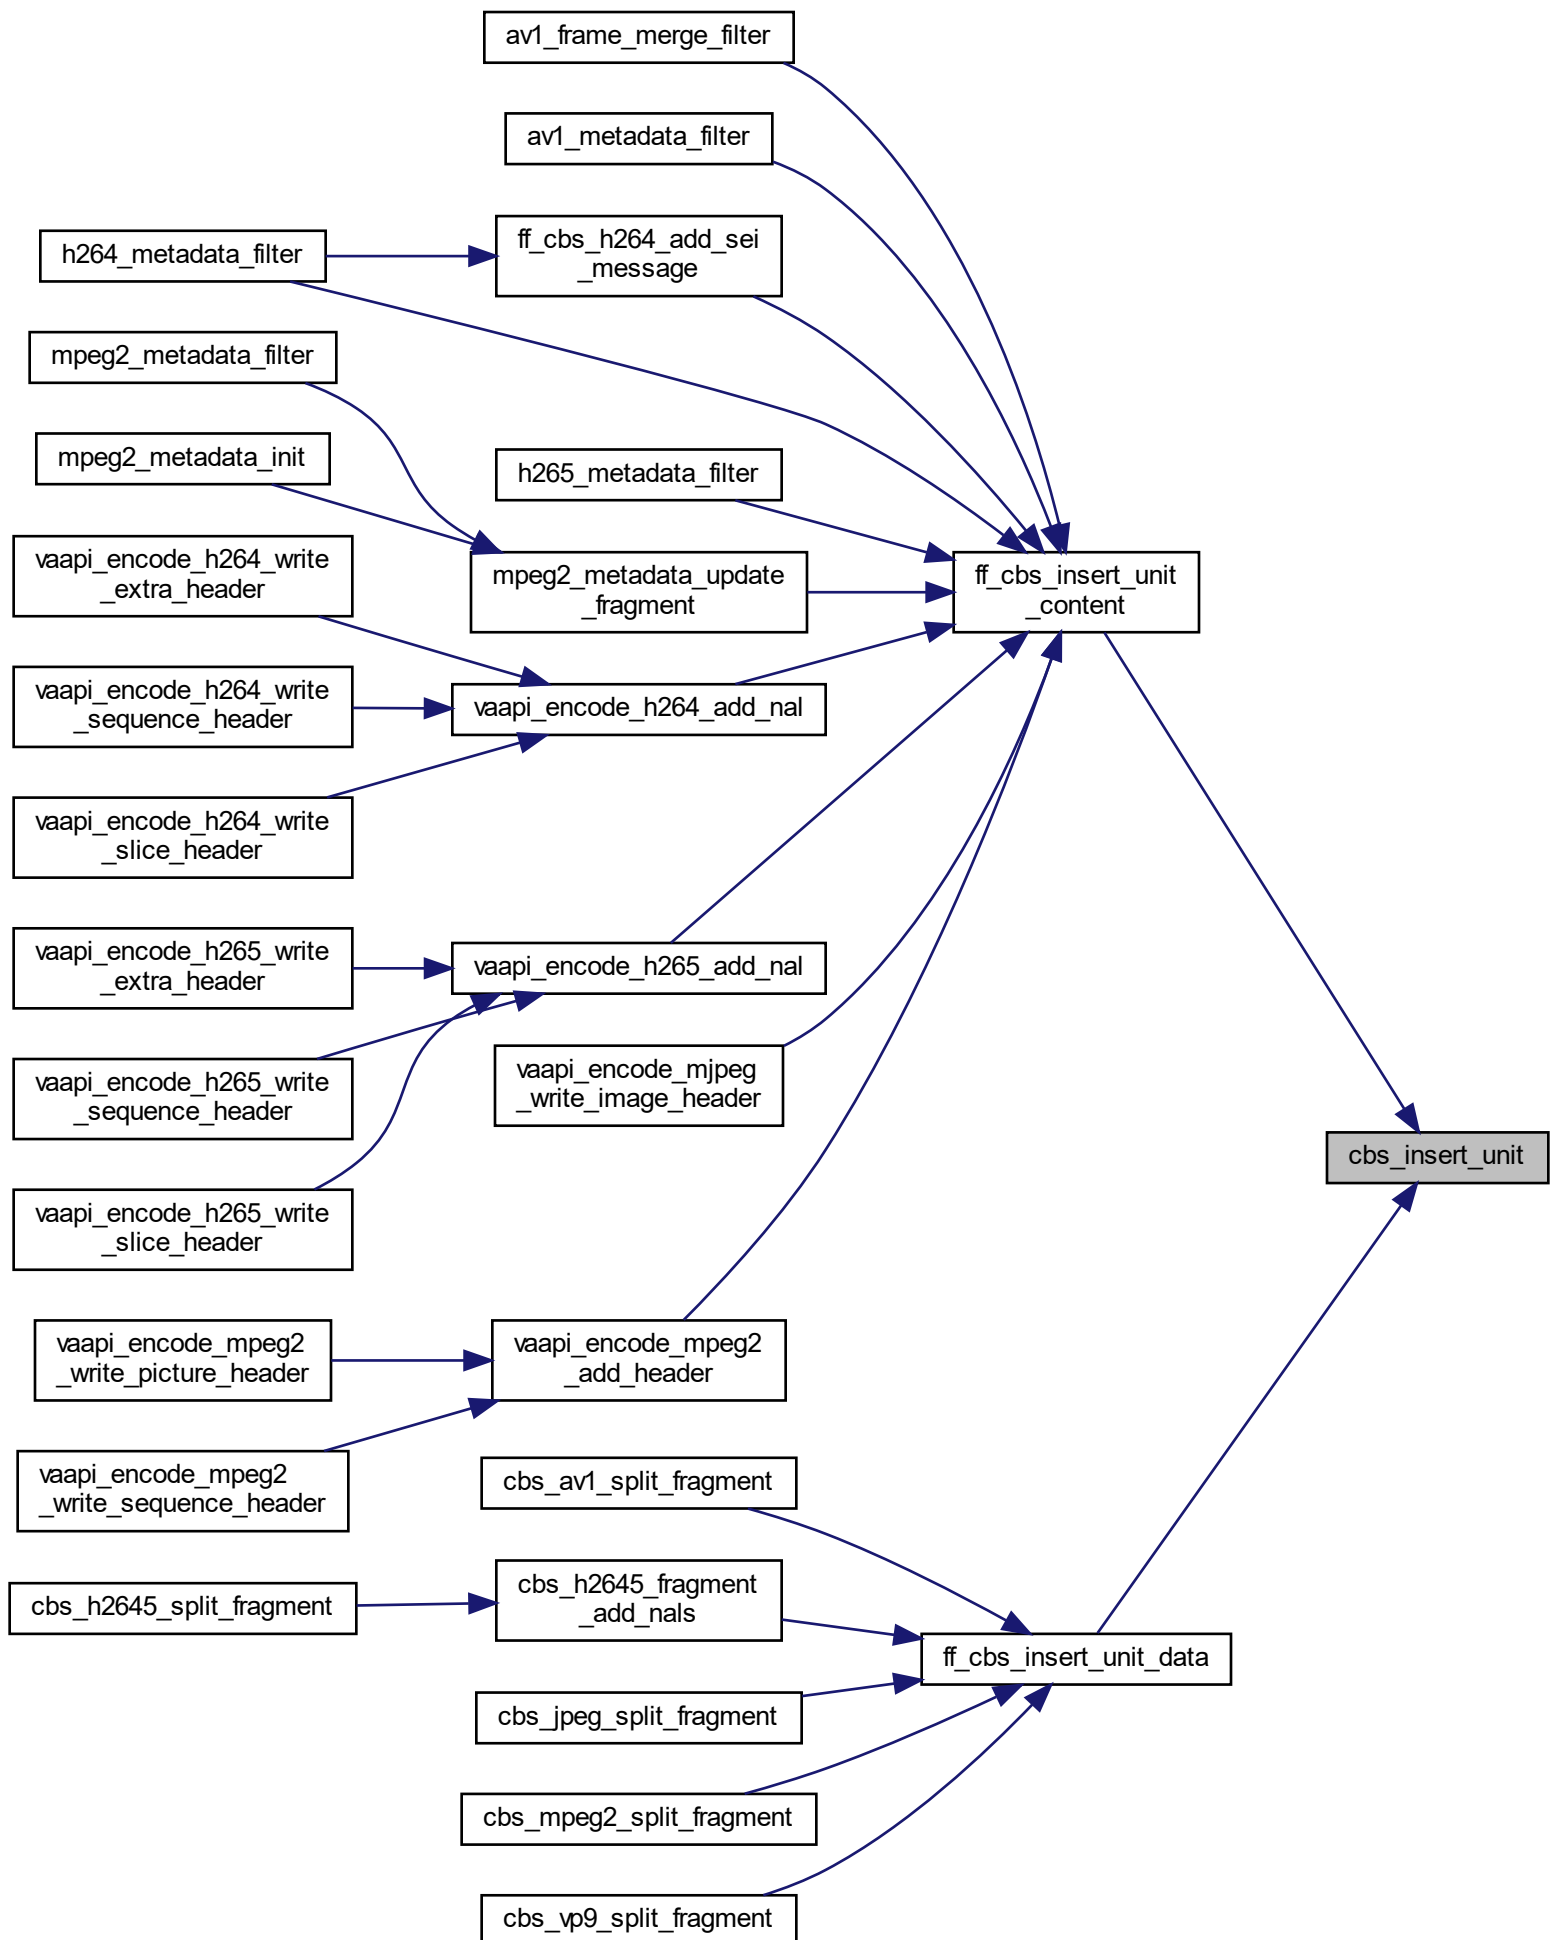 av1_frame_merge_filter
av1_metadata_filter
ff_cbs_h264_add_sei
_message
h264_metadata_filter
mpeg2_metadata_filter
mpeg2_metadata_init
h265_metadata_filter
vaapi_encode_h264_write
_extra_header
mpeg2_metadata_update
_fragment
ff_cbs_insert_unit
_content
vaapi_encode_h264_write
_sequence_header
vaapi_encode_h264_add_nal
vaapi_encode_h264_write
_slice_header
vaapi_encode_h265_write
_extra_header
vaapi_encode_h265_add_nal
vaapi_encode_h265_write
_sequence_header
vaapi_encode_mjpeg
_write_image_header
cbs_insert_unit
vaapi_encode_h265_write
_slice_header
vaapi_encode_mpeg2
_write_picture_header
vaapi_encode_mpeg2
_add_header
vaapi_encode_mpeg2
_write_sequence_header
cbs_av1_split_fragment
cbs_h2645_split_fragment
cbs_h2645_fragment
_add_nals
ff_cbs_insert_unit_data
cbs_jpeg_split_fragment
cbs_mpeg2_split_fragment
cbs_vp9_split_fragment